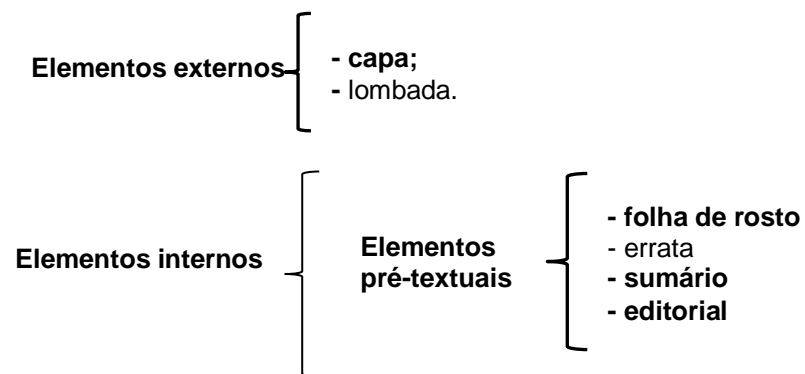 Elementos externos
- capa;
- lombada.
Elementos internos
Elementos
pré-textuais
- folha de rosto
- errata
- sumário
- editorial